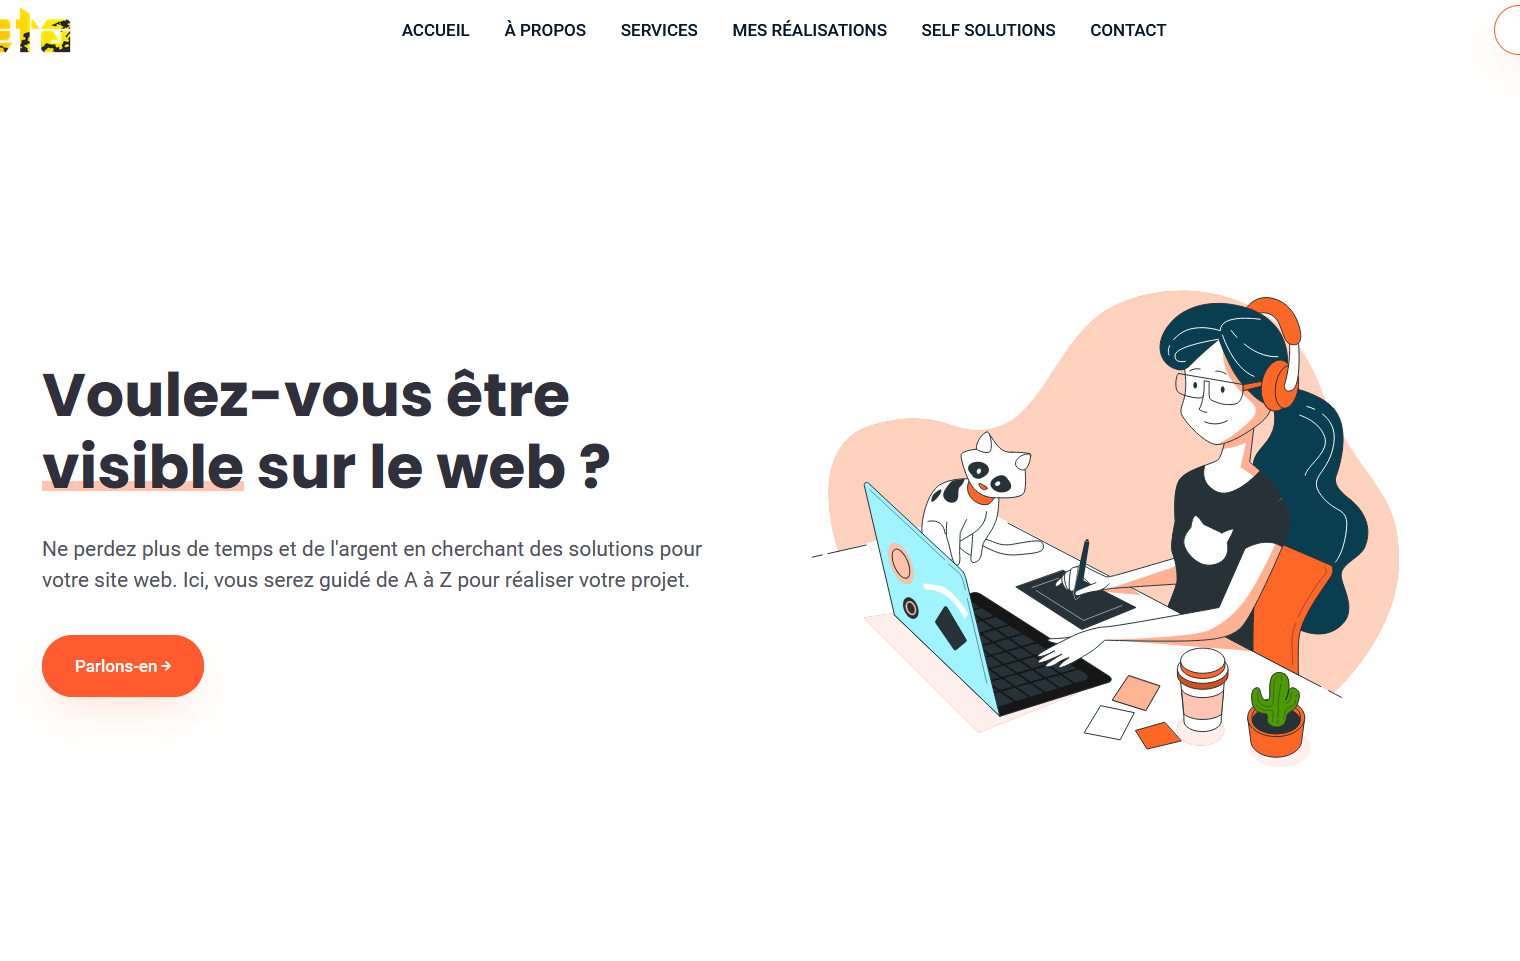 ACCUEIL À PROPOS SERVICES MES RÉALISATIONS SELF SOLUTIONS CONTACT
Voulez-vous être
visible sur le web ?
Ne perdez plus de temps et de l'argent en cherchant des solutions pour
votre site web. Ici, vous serez guidé de A à Z pour réaliser votre projet.
Parlons-en →